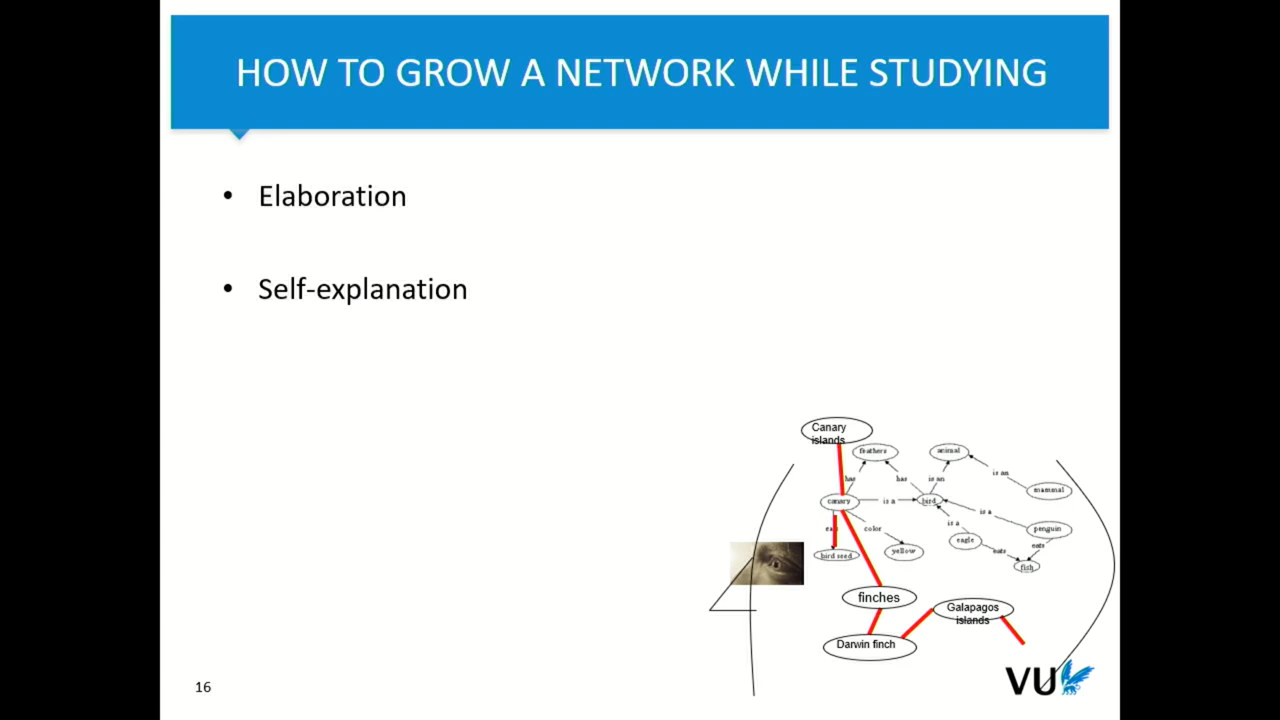 HOW TO GROW A NETWORK WHILE STUDYING
• Elaboration
• Self-explanation
Canary
islands
feathers
animal
is an
has
has
is an
mammal
canary
is a
bird
is a
penguin
color
is a
eagle
eats
eats
bird seed
yellow
fish
finches
Galapagos
islands
Darwin finch
VU
16